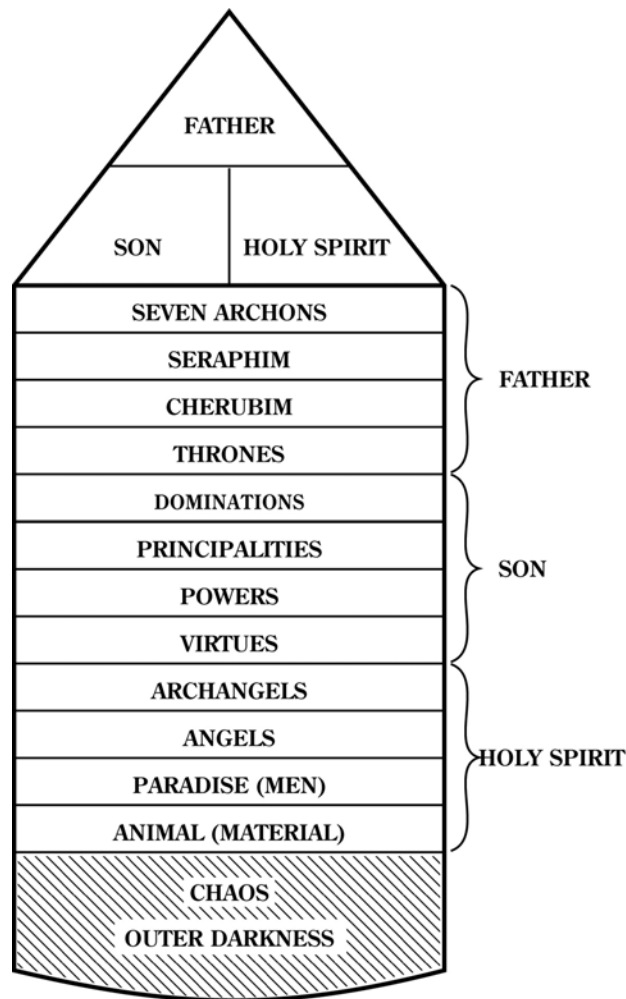 FATHER
SON
HOLY SPIRIT
SEVEN ARCHONS
SERAPHIM
CHERUBIM
THRONES
FATHER
DOMINATIONS
PRINCIPALITIES
POWERS
VIRTUES
SON
ARCHANGELS
ANGELS
PARADISE (MEN)
ANIMAL (MATERIAL)
HOLY SPIRIT
CHAOS
OUTER DARKNESS